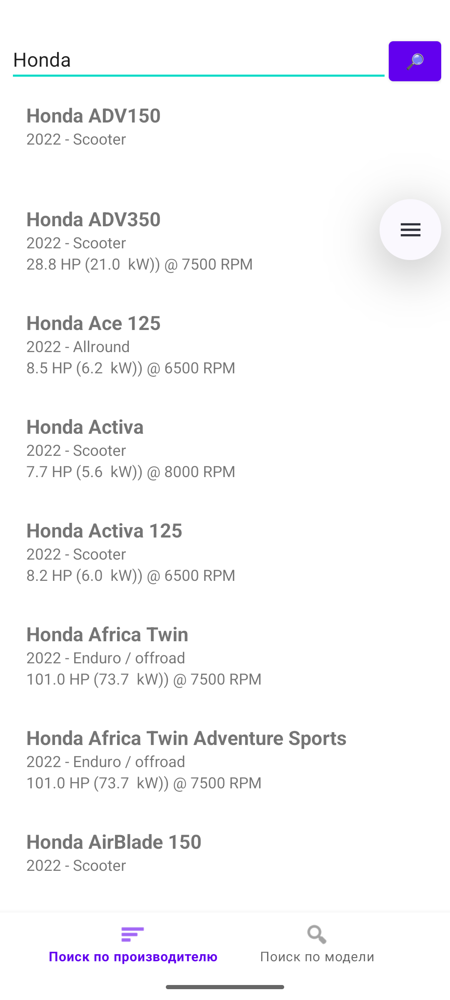 Honda
Honda ADV150
2022 - Scooter
Honda ADV350
2022 - Scooter
28.8 HP (21.0  kW)) @ 7500 RPM
Honda Ace 125
2022 - Allround
8.5 HP (6.2  kW)) @ 6500 RPM
Honda Activa
2022 - Scooter
7.7 HP (5.6  kW)) @ 8000 RPM
Honda Activa 125
2022 - Scooter
8.2 HP (6.0  kW)) @ 6500 RPM
Honda Africa Twin
2022 - Enduro / offroad
101.0 HP (73.7  kW)) @ 7500 RPM
Honda Africa Twin Adventure Sports
2022 - Enduro / offroad
101.0 HP (73.7  kW)) @ 7500 RPM
Honda AirBlade 150
2022 - Scooter
Поиск по производителю
Поиск по модели